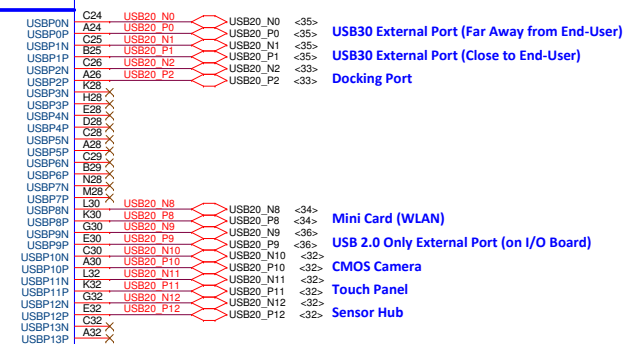 USBP0N C24 USB20_N0 USB20_N0 <35>
USBP0P A24 USB20_P0 USB20_P0 <35> USB30 External Port (Far Away from End-User)
USBP1N C25 USB20_N1 USB20_N1 <35>
USBP1P B25 USB20_P1 USB20_P1 <35> USB30 External Port (Close to End-User)
USBP2N C26 USB20_N2 USB20_N2 <33>
USBP2P A26 USB20_P2 USB20_P2 <33> Docking Port
USBP3N K28
USBP3P H28
USBP4N E28
USBP4P D28
USBP5N C28
USBP5P A28
USBP6N C29
USBP6P B29
USBP7N N28
USBP7P M28
USBP8N L30 USB20_N8 USB20_N8 <34>
USBP8P K30 USB20_P8 USB20_P8 <34> Mini Card (WLAN)
USBP9N G30 USB20_N9 USB20_N9 <36>
USBP9P E30 USB20_P9 USB20_P9 <36> USB 2.0 Only External Port (on I/O Board)
USBP10N C30 USB20_N10 USB20_N10 <32>
USBP10P A30 USB20_P10 USB20_P10 <32> CMOS Camera
USBP11N L32 USB20_N11 USB20_N11 <32>
USBP11P K32 USB20_P11 USB20_P11 <32> Touch Panel
USBP12N G32 USB20_N12 USB20_N12 <32>
USBP12P E32 USB20_P12 USB20_P12 <32> Sensor Hub
USBP13N C32
USBP13P A32